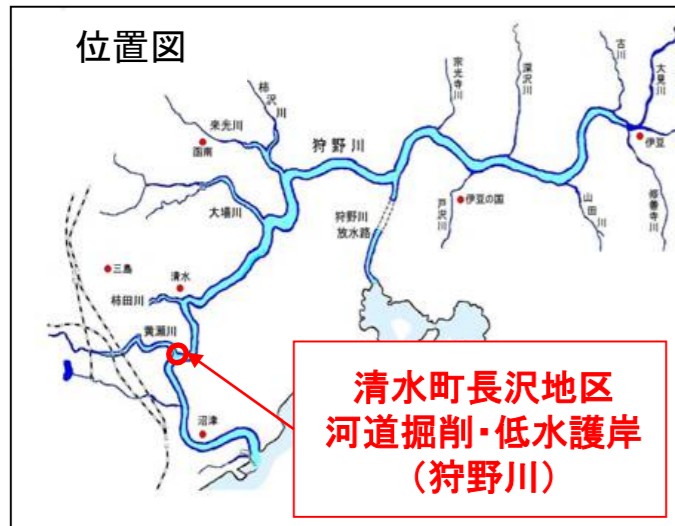 位置図
古川
大見川
深沢川
宗光寺川
柿沢川
来光川
函南
狩野川
伊豆
修善寺川
大場川
狩野川
放水路
戸沢川
伊豆の国
山田川
三島
清水
柿田川
黄瀬川
沼津
清水町長沢地区
河道掘削・低水護岸
（狩野川）